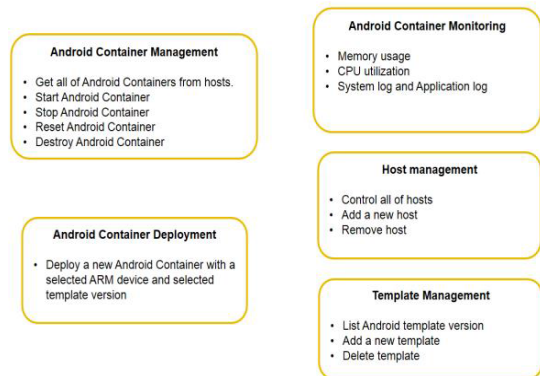 Android Container Management
• Get all of Android Containers from hosts.
• Start Android Container
• Stop Android Container
• Reset Android Container
• Destroy Android Container
Android Container Deployment
• Deploy a new Android Container with a
selected ARM device and selected
template version
Android Container Monitoring
• Memory usage
• CPU utilization
• System log and Application log
Host management
• Control all of hosts
• Add a new host
• Remove host
Template Management
• List Android template version
• Add a new template
• Delete template